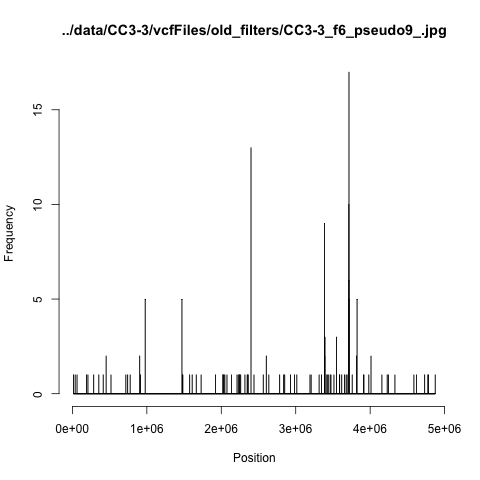 ../data/CC3-3/vcfFiles/old_filters/CC3-3_f6_pseudo9_.jpg
Frequency
15
10
5
0
0e+00 1e+06 2e+06 3e+06 4e+06 5e+06
Position